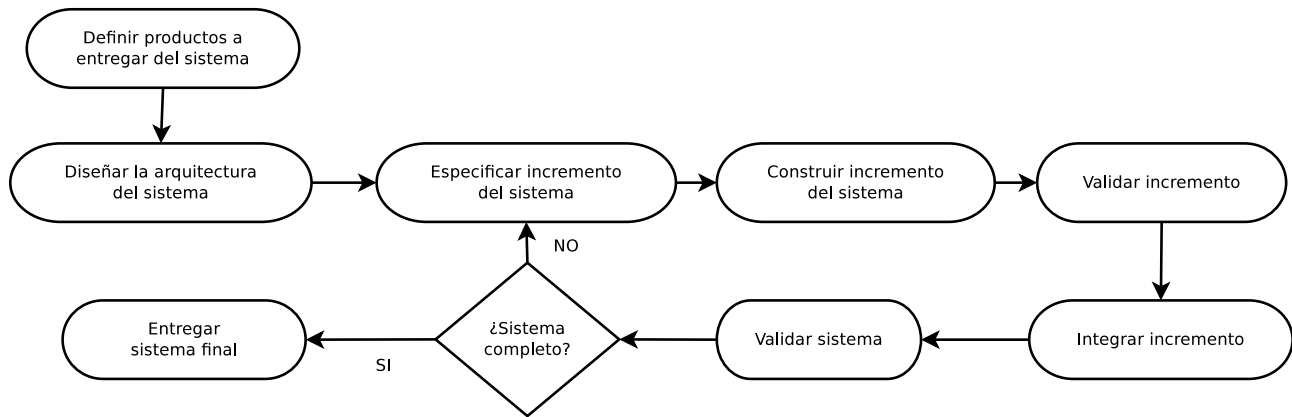 Definir productos a
entregar del sistema
Diseñar la arquitectura
del sistema
Especificar incremento
del sistema
Construir incremento
del sistema
Validar incremento
NO
Entregar
sistema final
SI
¿Sistema
completo?
Validar sistema
Integrar incremento